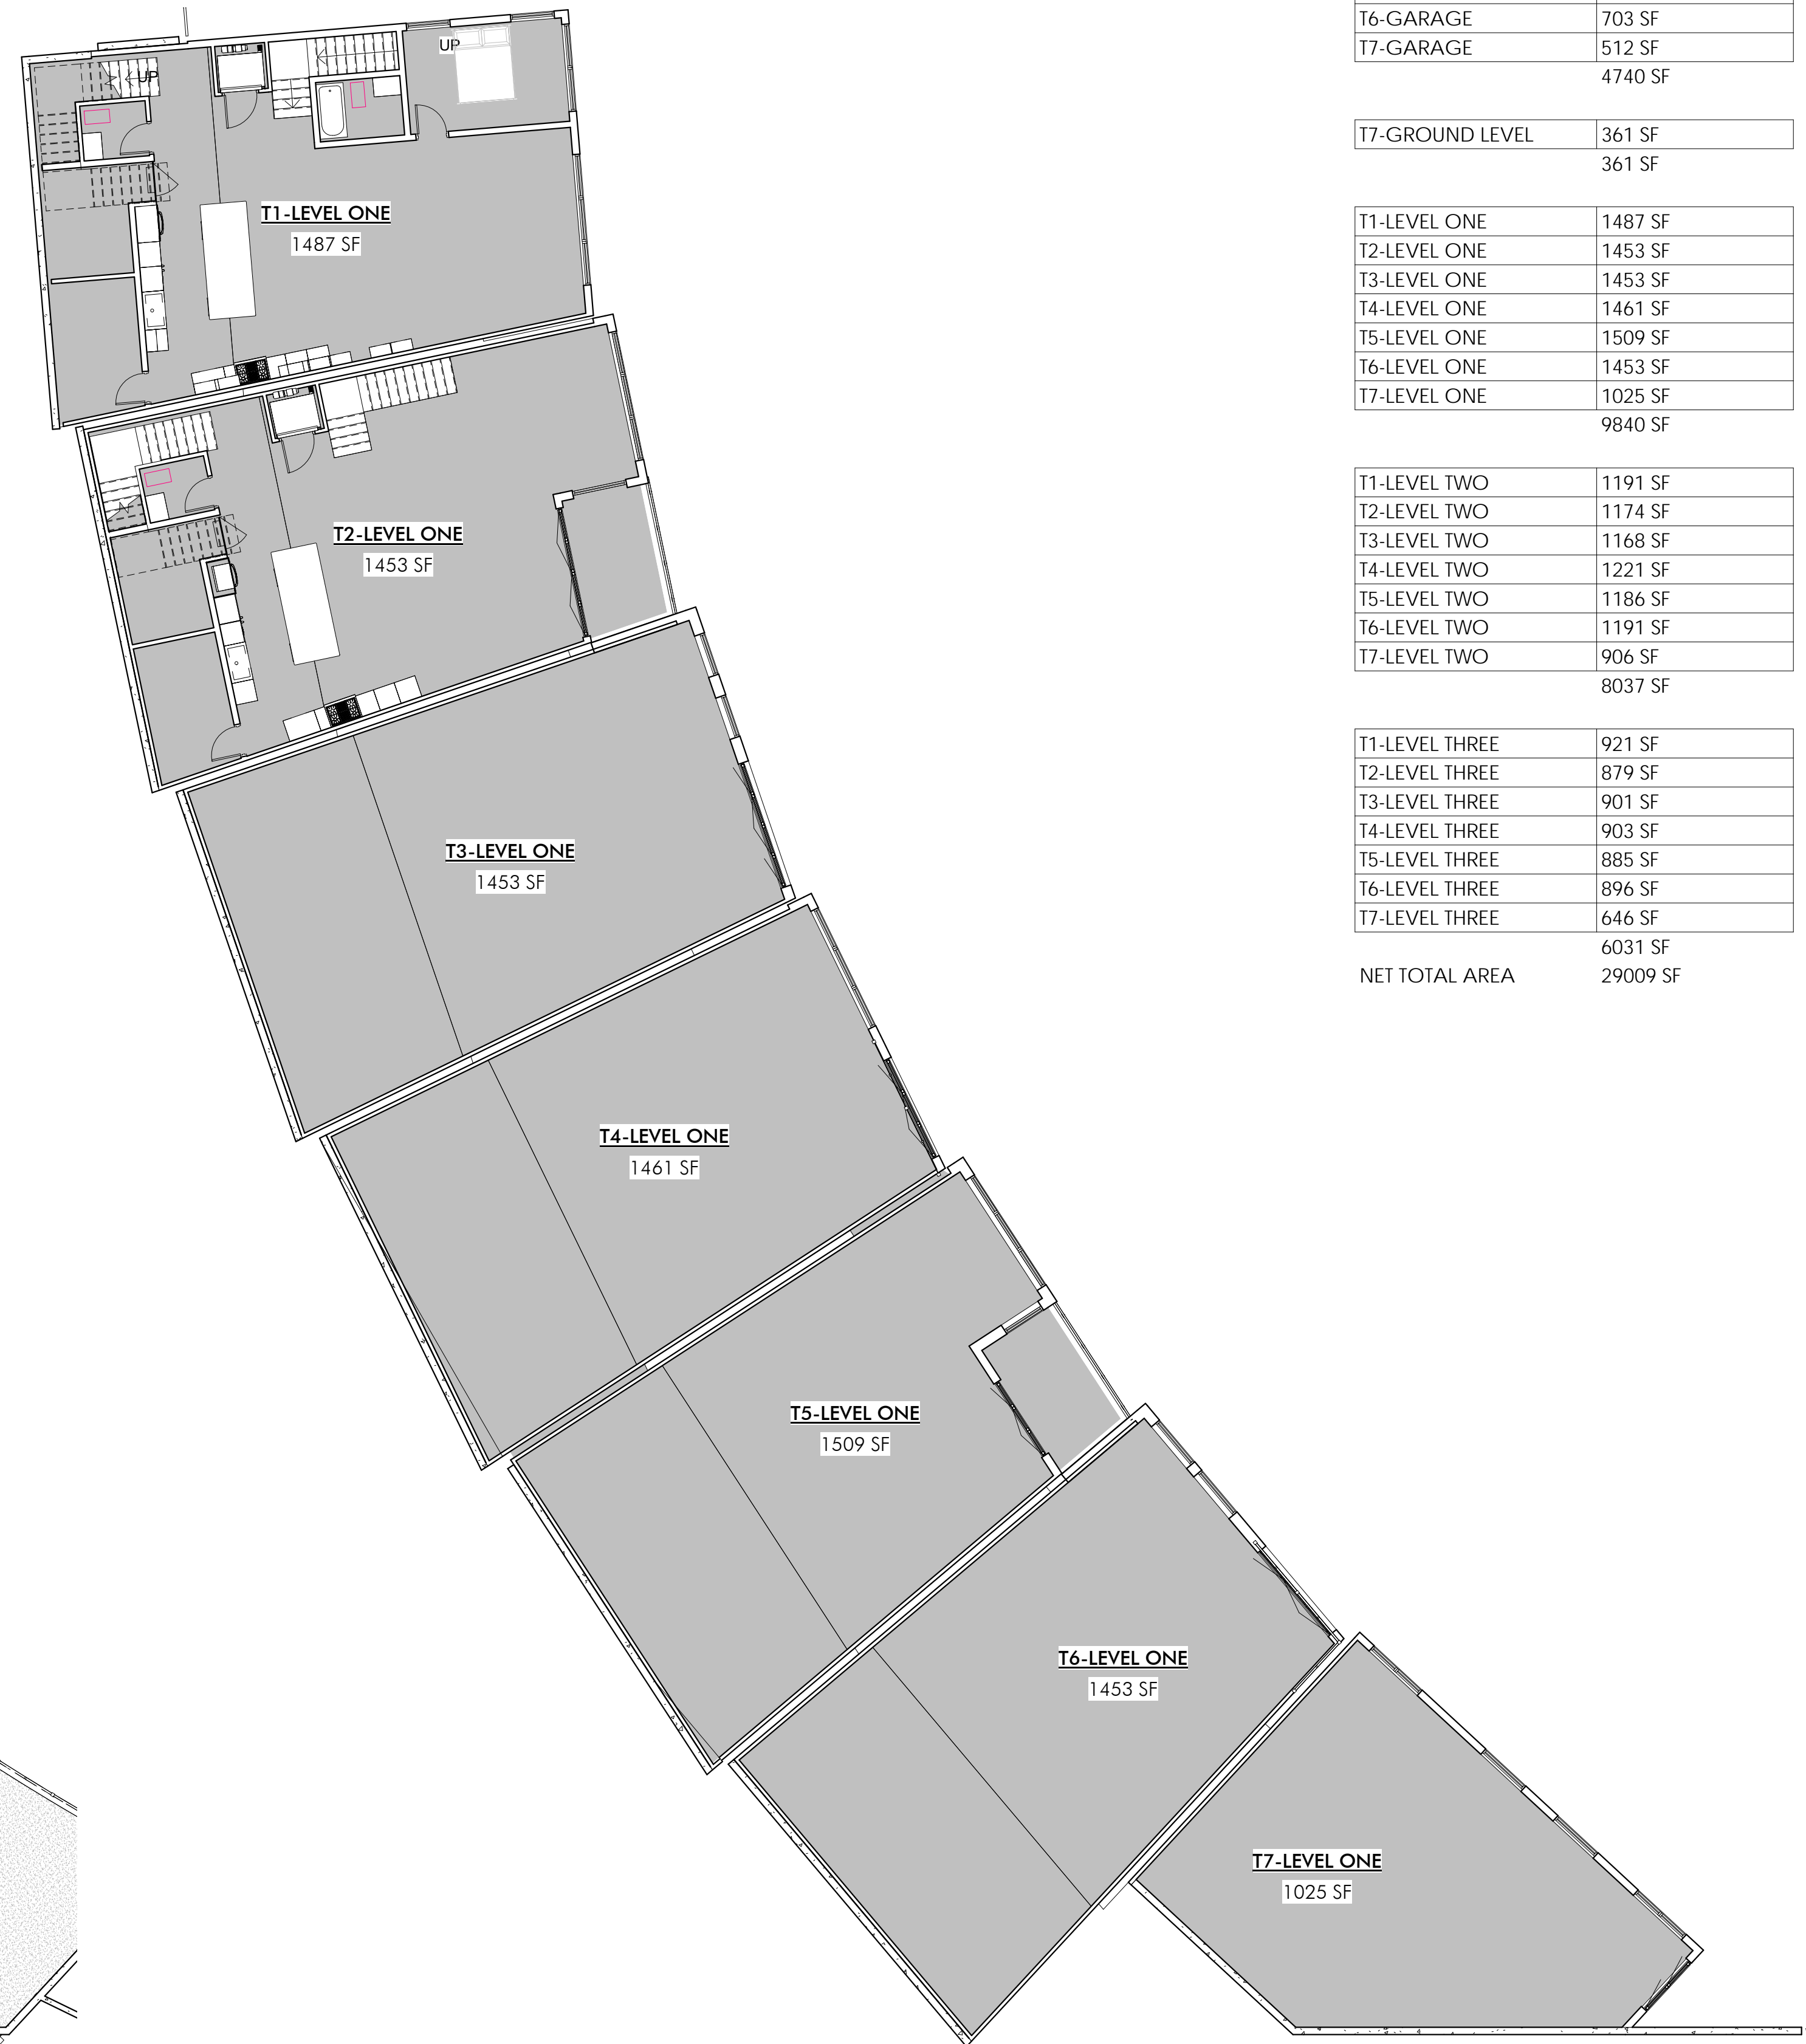 UP
UP
T1-LEVEL ONE
1487 SF
T2-LEVEL ONE
1453 SF
T3-LEVEL ONE
1453 SF
T4-LEVEL ONE
1461 SF
T5-LEVEL ONE
1509 SF
T6-LEVEL ONE
1453 SF
T7-LEVEL ONE
1025 SF
T6-GARAGE 703 SF
T7-GARAGE 512 SF
4740 SF
T7-GROUND LEVEL 361 SF
361 SF
T1-LEVEL ONE 1487 SF
T2-LEVEL ONE 1453 SF
T3-LEVEL ONE 1453 SF
T4-LEVEL ONE 1461 SF
T5-LEVEL ONE 1509 SF
T6-LEVEL ONE 1453 SF
T7-LEVEL ONE 1025 SF
9840 SF
T1-LEVEL TWO 1191 SF
T2-LEVEL TWO 1174 SF
T3-LEVEL TWO 1168 SF
T4-LEVEL TWO 1221 SF
T5-LEVEL TWO 1186 SF
T6-LEVEL TWO 1191 SF
T7-LEVEL TWO 906 SF
8037 SF
T1-LEVEL THREE 921 SF
T2-LEVEL THREE 879 SF
T3-LEVEL THREE 901 SF
T4-LEVEL THREE 903 SF
T5-LEVEL THREE 885 SF
T6-LEVEL THREE 896 SF
T7-LEVEL THREE 646 SF
6031 SF
NET TOTAL AREA 29009 SF